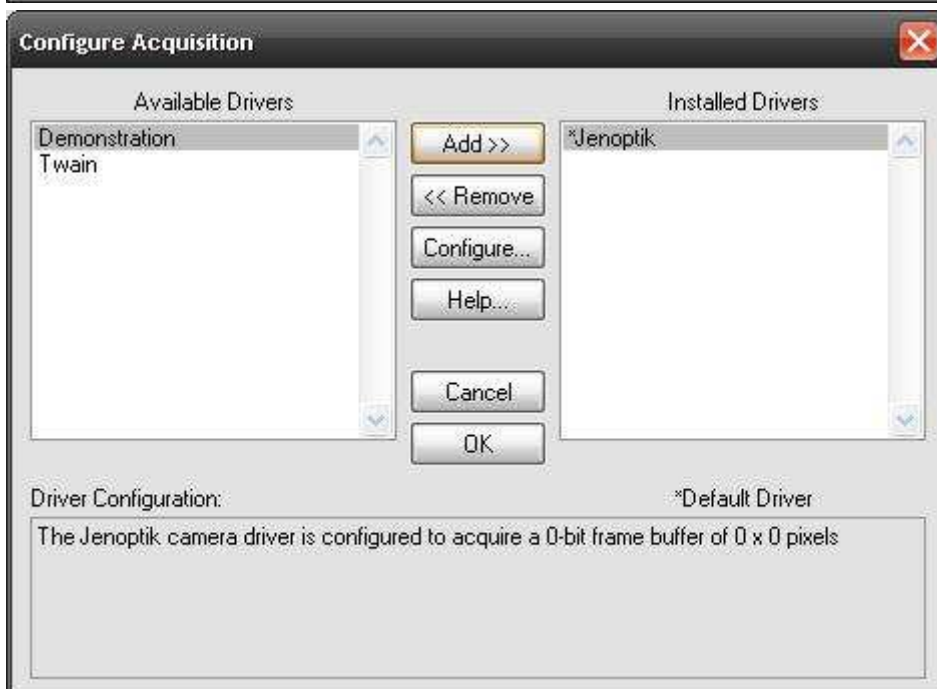 Configure Acquisition
Available Drivers
Installed Drivers
Demonstration
Twain
Add >>
<< Remove
Configure...
Help...
Cancel
OK
*Jenoptik
Driver Configuration:
*Default Driver
The Jenoptik camera driver is configured to acquire a 0-bit frame buffer of 0 x 0 pixels